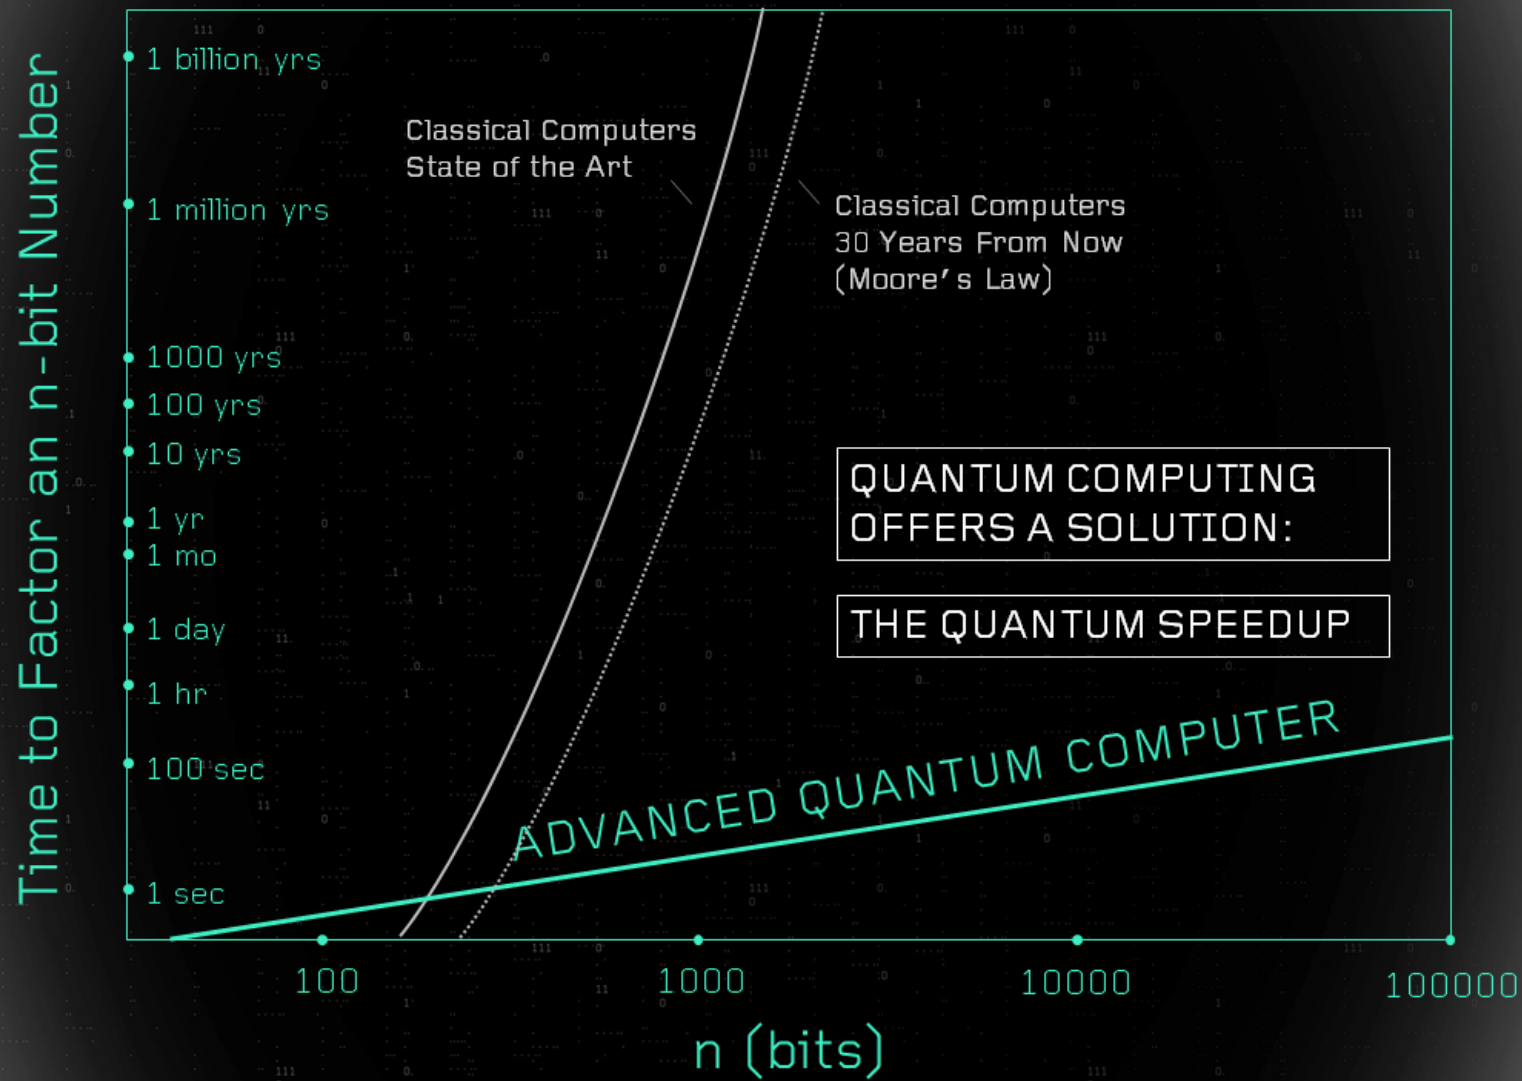 Time to Factor an n-bit Number
1 billion yrs
1 million yrs
1000 yrs
100 yrs
10 yrs
1 yr
1 mo
1 day
1 hr
100 sec
1 sec
Classical Computers
State of the Art
Classical Computers
30 Years From Now
(Moore's Law)
QUANTUM COMPUTING
OFFERS A SOLUTION:
THE QUANTUM SPEEDUP
ADVANCED QUANTUM COMPUTER
100
1000
10000
100000
n (bits)